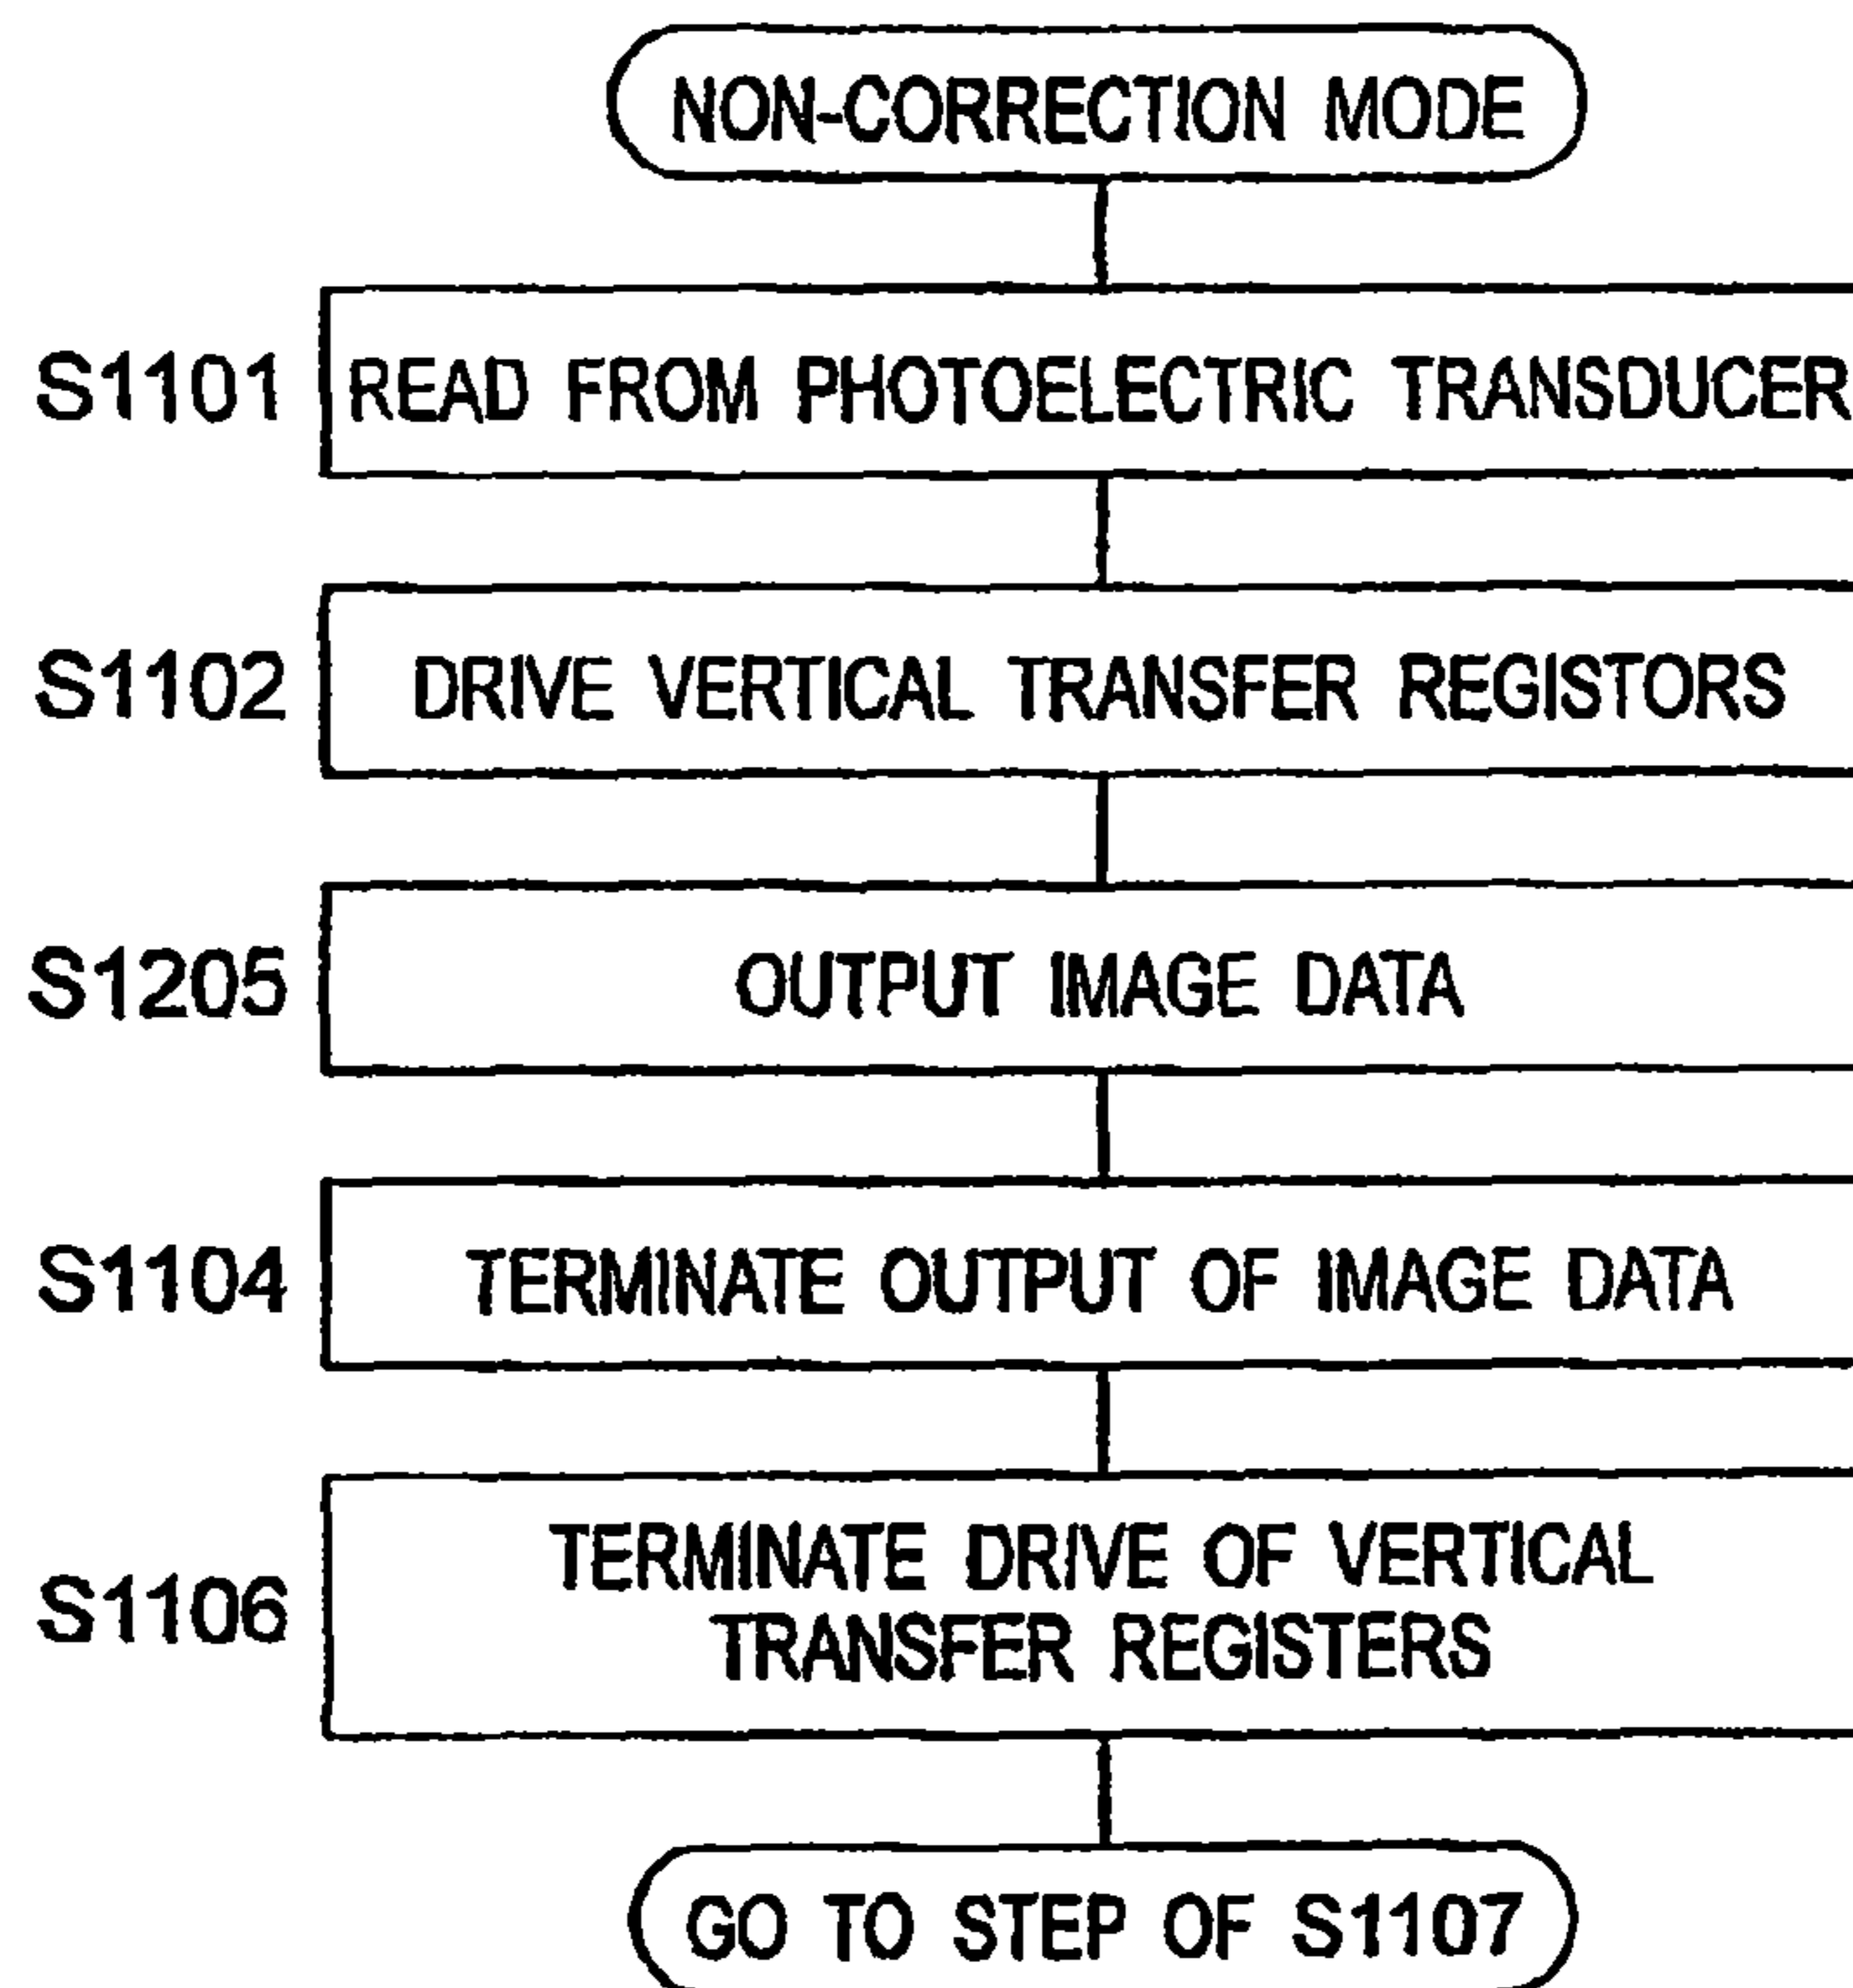 NON-CORRECTION MODE
S1101 READ FROM PHOTOELECTRIC TRANSDUCER
S1102 DRIVE VERTICAL TRANSFER REGISTORS
S1205 OUTPUT IMAGE DATA
S1104 TERMINATE OUTPUT OF IMAGE DATA
S1106 TERMINATE DRIVE OF VERTICAL
TRANSFER REGISTERS
GO TO STEP OF S1107